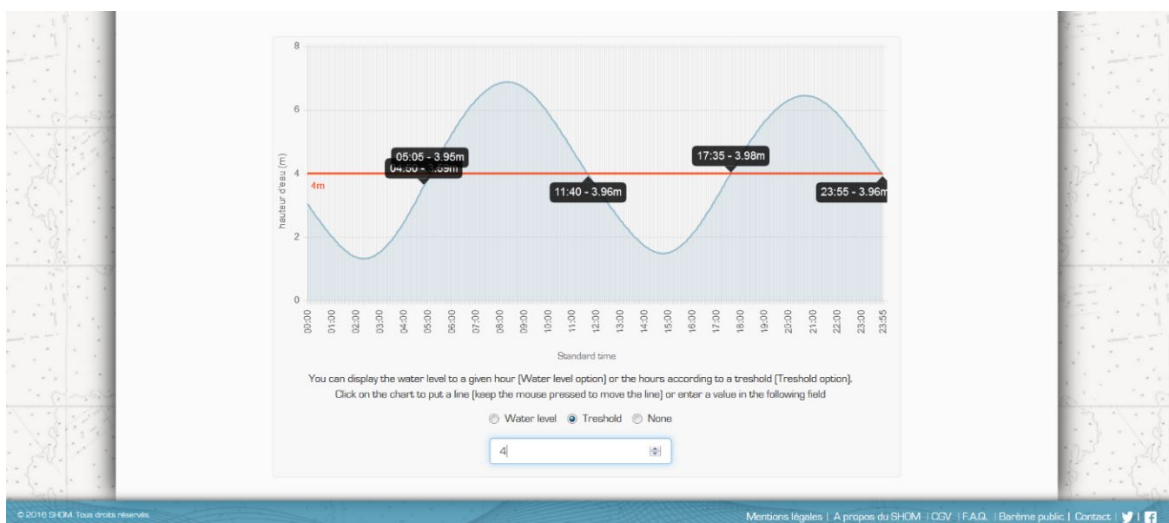 8
6
4
2
0
hauteur d'eau (m)
4m
05:05 - 3.95m
04:50 - 3.59m
11:40 - 3.96m
17:35 - 3.98m
23:55 - 3.96m
00:00 01:00 02:00 03:00 04:00 05:00 06:00 07:00 08:00 09:00 10:00 11:00 12:00 13:00 14:00 15:00 16:00 17:00 18:00 19:00 20:00 21:00 22:00 23:00 23:55
Standard time
You can display the water level to a given hour (Water level option) or the hours according to a treshold (Treshold option).
Click on the chart to put a line (keep the mouse pressed to move the line) or enter a value in the following field
Water level Treshold None
4
© 2016 SHOM. Tous droits réservés.
Mentions légales | A propos du SHOM | CGV | F.A.Q. | Barème public | Contact | |